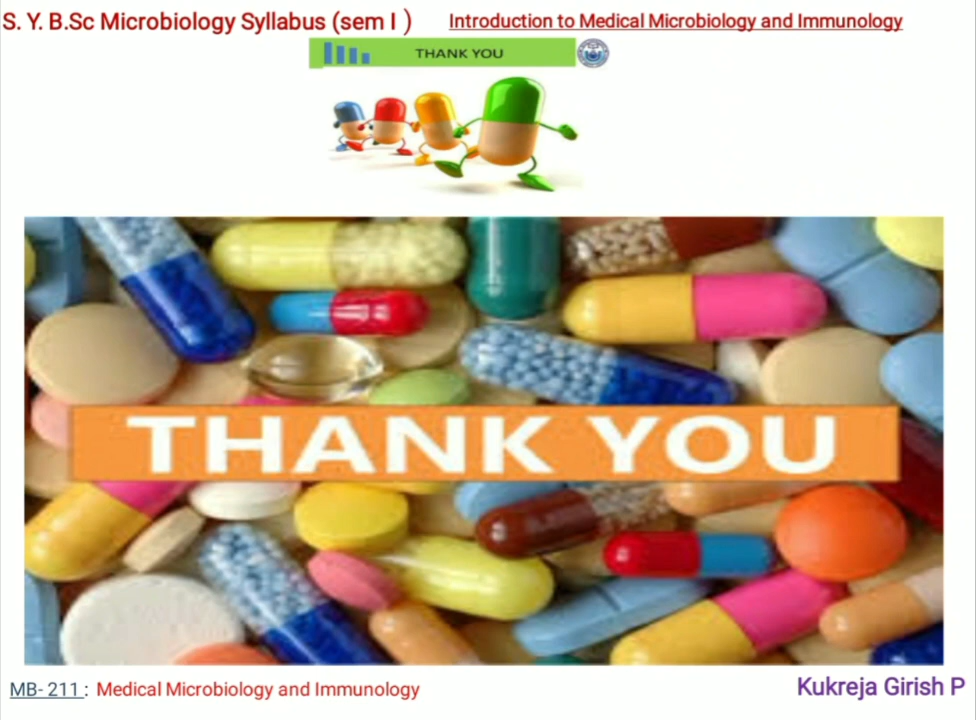 S. Y. B.Sc Microbiology Syllabus (sem I ) Introduction to Medical Microbiology and Immunology
THANK YOU
THANK YOU
MB- 211 : Medical Microbiology and Immunology
Kukreja Girish P